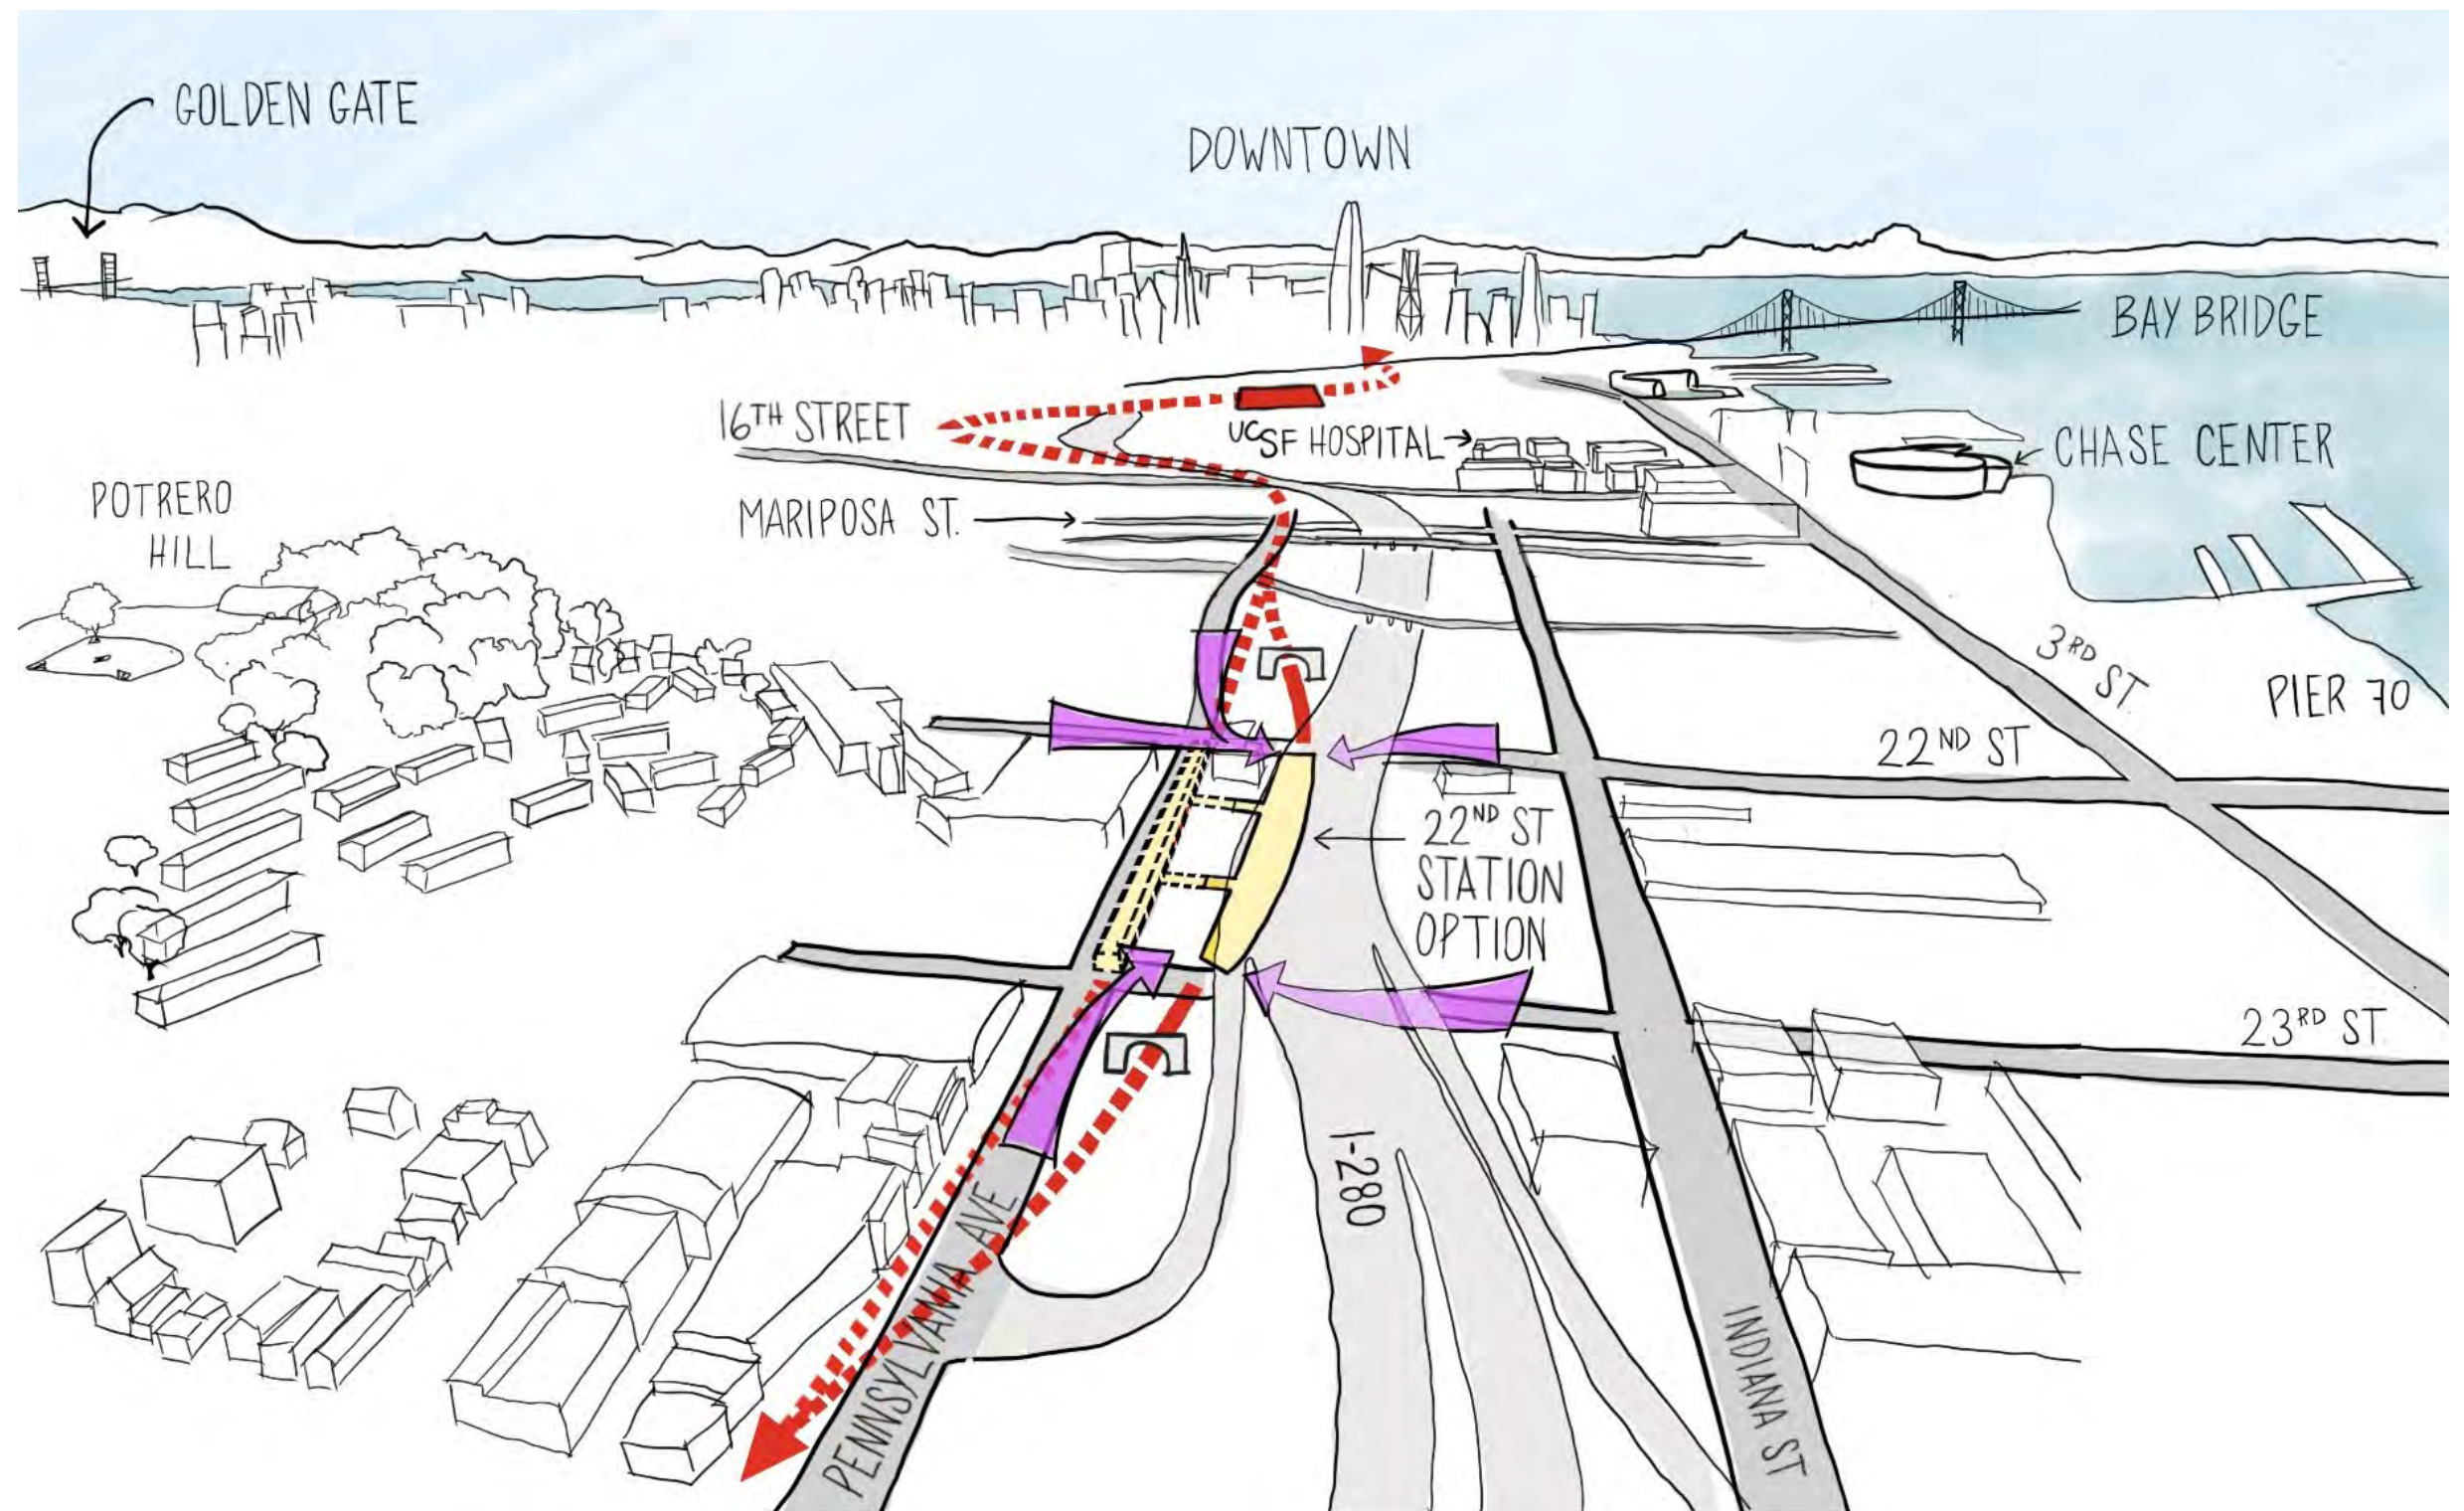 GOLDEN GATE
DOWNTOWN
BAY BRIDGE
16TH STREET
UCSF HOSPITAL
CHASE CENTER
POTRERO
HILL
MARIPOSA ST.
3RD ST.
PIER 70
22ND ST
22ND ST
STATION
OPTION
23RD ST.
I-280
PENNSYLVANIA AVE
INDIANA ST